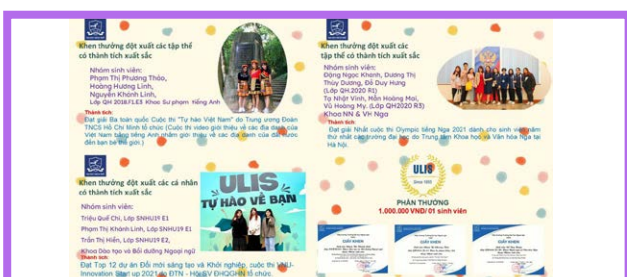 Khen thưởng đột xuất các tập thể
có thành tích xuất sắc
Nhóm sinh viên:
Phạm Thị Phương Thảo,
Hoàng Hương Linh,
Nguyễn Khánh Linh,
Lớp QH 2018.F1.E3 Khoa Sư phạm tiếng Anh
Thành tích:
Đạt giải Ba toàn quốc Cuộc thi "Tự hào Việt Nam" do Trung ương Đoàn
TNCS Hồ Chí Minh tổ chức (Cuộc thi video giới thiệu về các địa danh của
Việt Nam bằng tiếng Anh nhằm giới thiệu về các địa danh của đất nước
đến bạn bè thế giới.)
Khen thưởng đột xuất các
tập thể có thành tích xuất sắc
Nhóm sinh viên:
Đặng Ngọc Khánh, Dương Thị
Thùy Dương, Đỗ Duy Hưng
(Lớp QH.2020 R1)
Tạ Nhật Vinh, Mẫn Hoàng Mai,
Vũ Hoàng My. (Lớp QH2020 R3)
Khoa NN & VH Nga
Thành tích:
Đạt giải Nhất cuộc thi Olympic tiếng Nga 2021 dành cho sinh viên năm
thứ nhất các trường đại học do Trung tâm Khoa học và Văn hóa Nga tại
Hà Nội.
Khen thưởng đột xuất các cá nhân
có thành tích xuất sắc
Nhóm sinh viên:
Triệu Quế Chi, Lớp SNHU19 E1
Phạm Thị Khánh Linh, Lớp SNHU19 E1
Trần Thị Hiền, Lớp SNHU19 E2,
Khoa Đào tạo và Bồi dưỡng Ngoại ngữ
Thành tích:
Đạt Top 12 dự án Đổi mới sáng tạo và Khởi nghiệp, cuộc thi VNU-
Innovation Start up 2021 do ĐTN - HộiSV ĐHQGHN tổ chức.
ULIS
TỰ HÀO VỀ BẠN
ULIS
Since 1955
PHẦN THƯỞNG
1.000.000 VNĐ/ 01 sinh viên
GIẤY KHEN
GIẤY KHEN
GIẤY KHEN